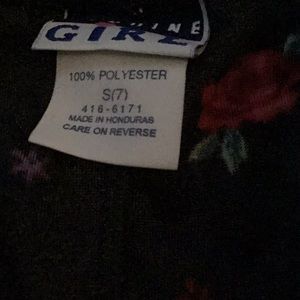 GIRL
100% POLYESTER
S(7)
416-6171
MADE IN HONDURAS
CARE ON REVERSE